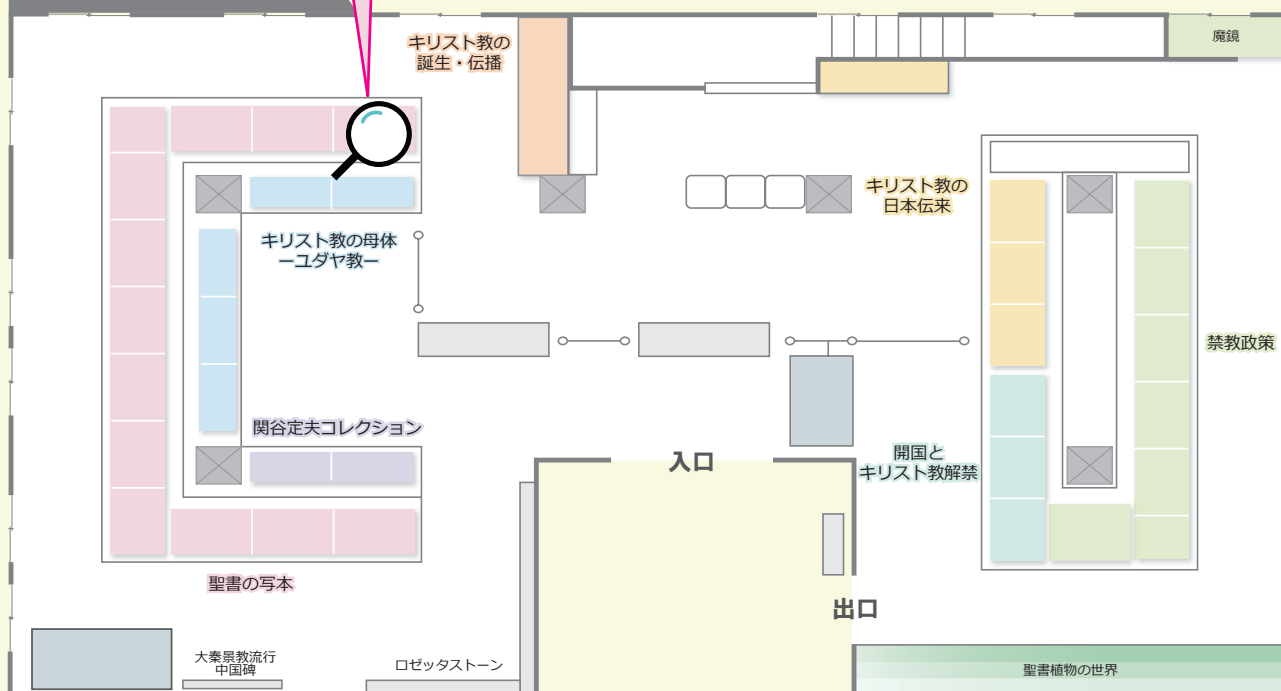 魔鏡
キリスト教の
誕生・伝播
キリスト教の
日本伝来
キリスト教の母体
ーユダヤ教ー
禁教政策
関谷定夫コレクション
開国と
キリスト教解禁
入口
聖書の写本
出口
大秦景教流行
中国碑
ロゼッタストーン
聖書植物の世界